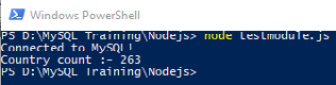 Windows PowerShell
PS D:\MySQL Training\Nodejs> node testmodule.js
Connected to MySQL!
Country count :- 263
PS D:\MySQL Training\Nodejs>